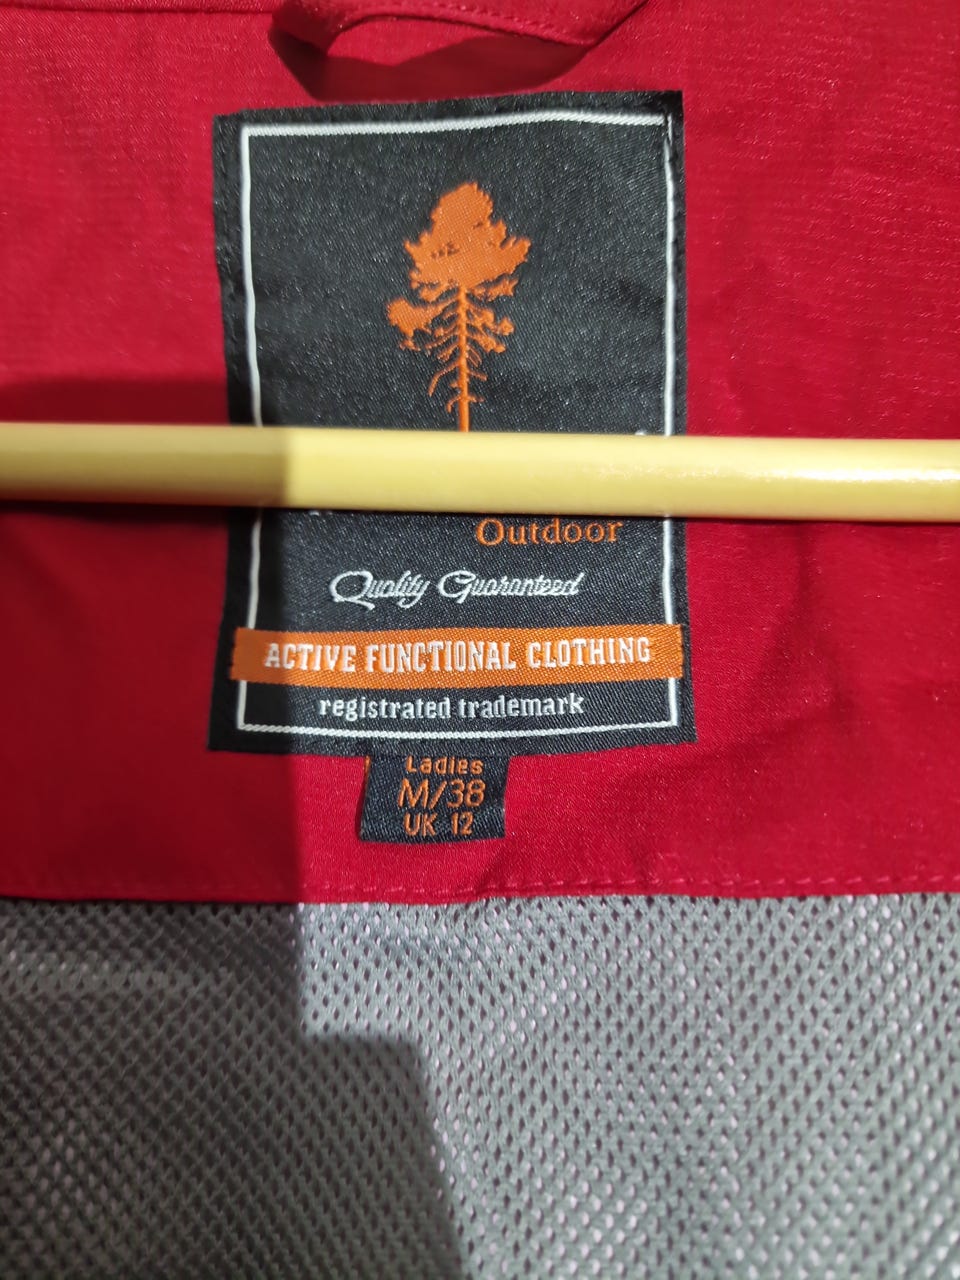 Outdoor
Quality Guaranteed
ACTIVE FUNCTIONAL CLOTHING
registrated trademark
Ladies
M/38
UK 12